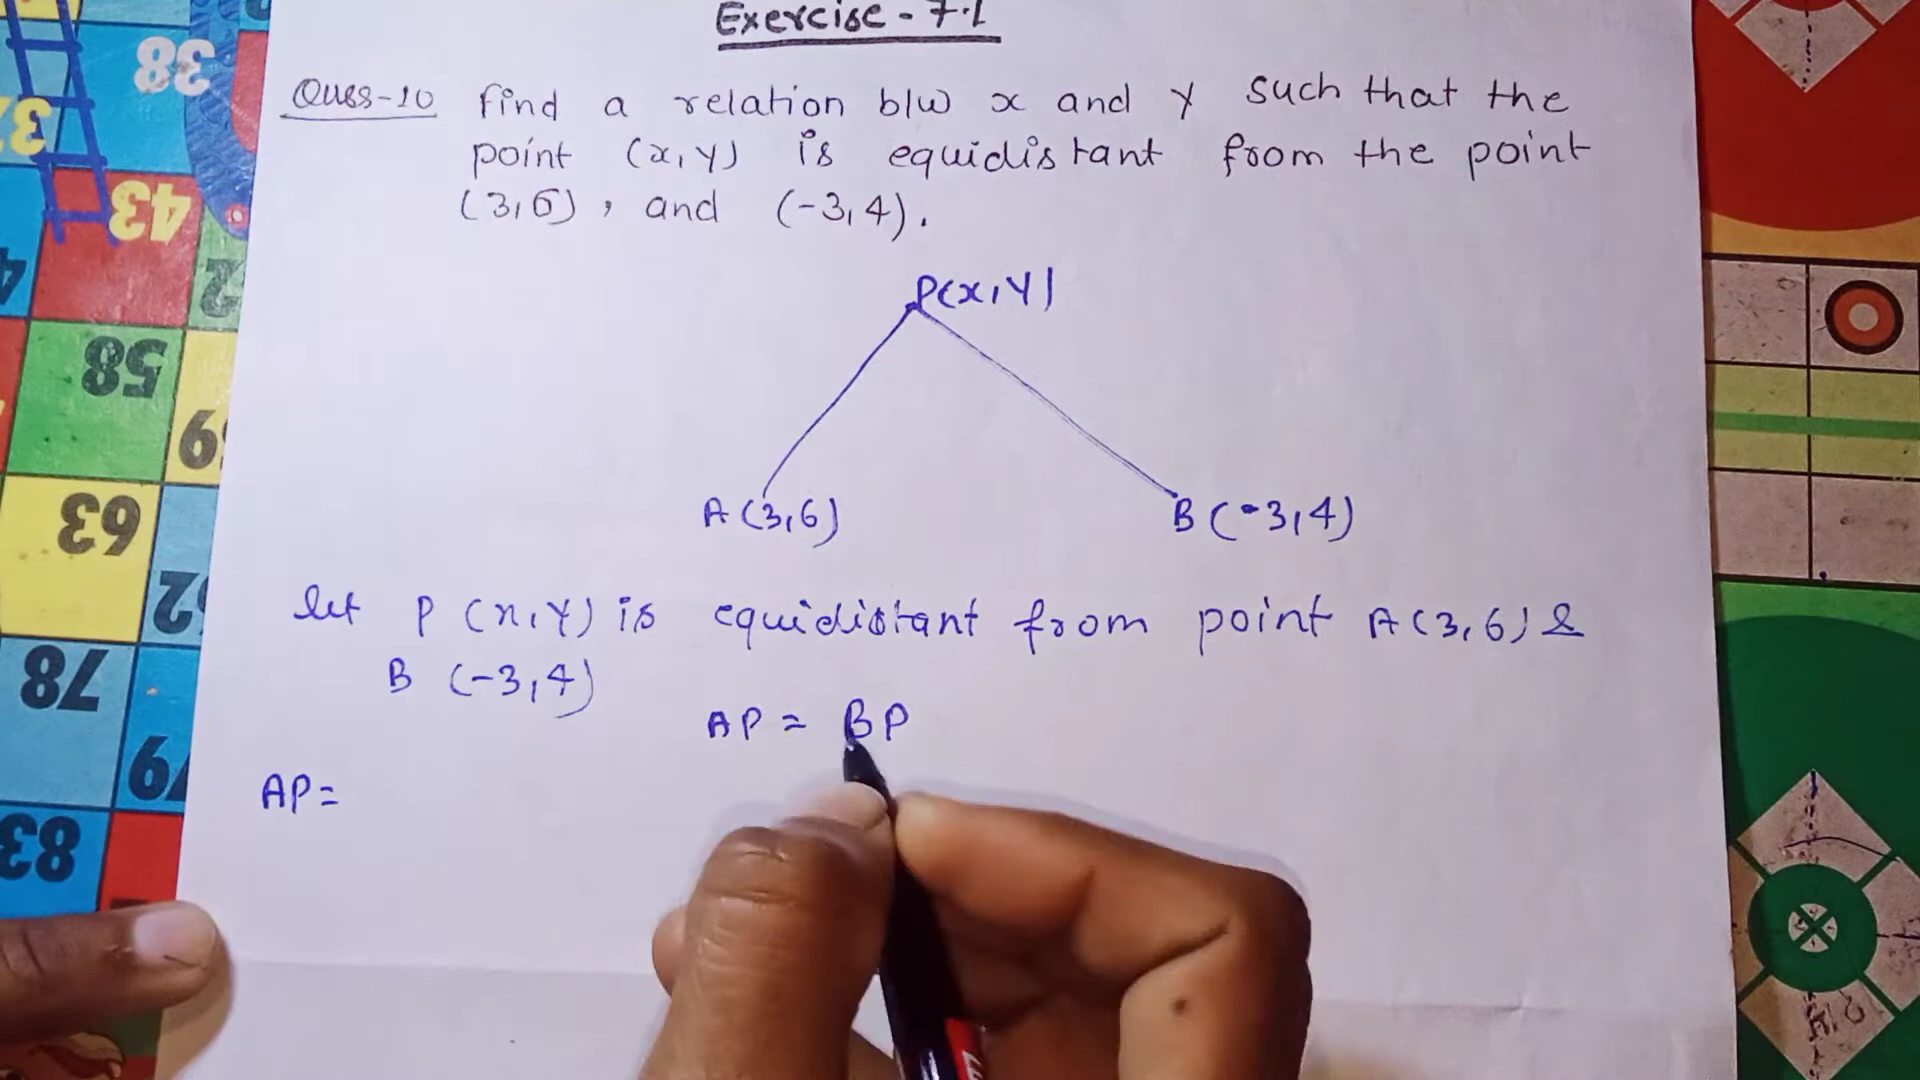 Exercise - 7.1
Ques-10 find a relation b/w x and y such that the
point (x,y) is equidistant from the point
(3,6), and (-3,4).
P(x,y)
A(3,6)
B(-3,4)
let P (x,y) is equidistant from point A(3,6) &
B (-3,4)
AP = BP
AP =
38
43
58
63
78
83